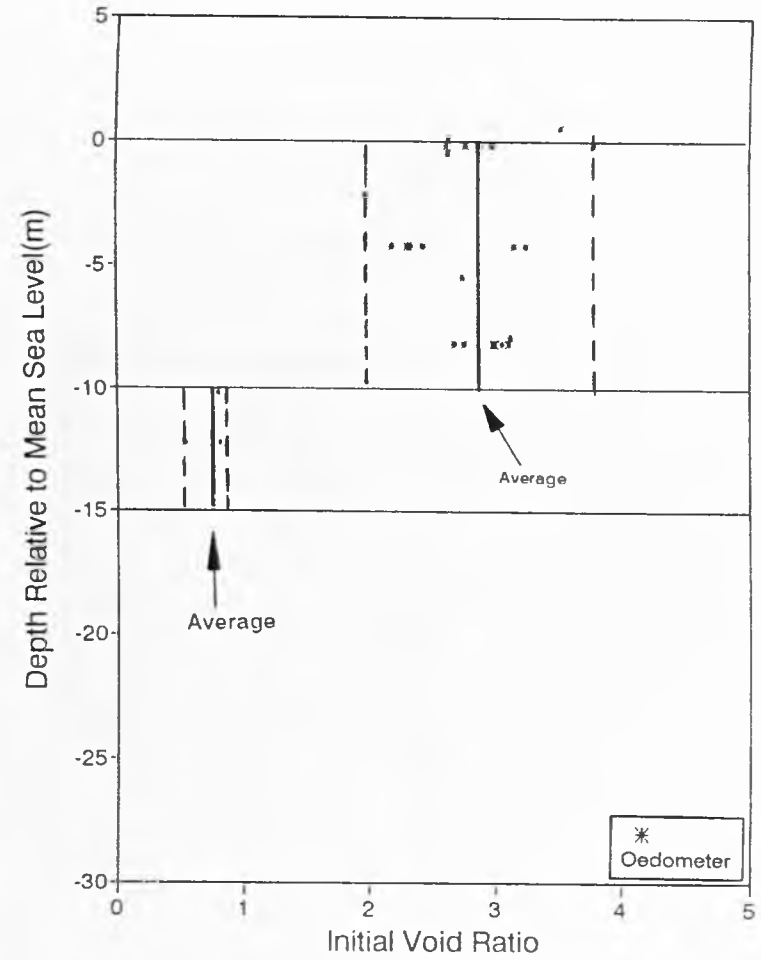 5
0
-5
-10
-15
-20
-25
-30
Depth Relative to Mean Sea Level(m)
Average
Average
Oedometer
0 1 2 3 4 5
Initial Void Ratio